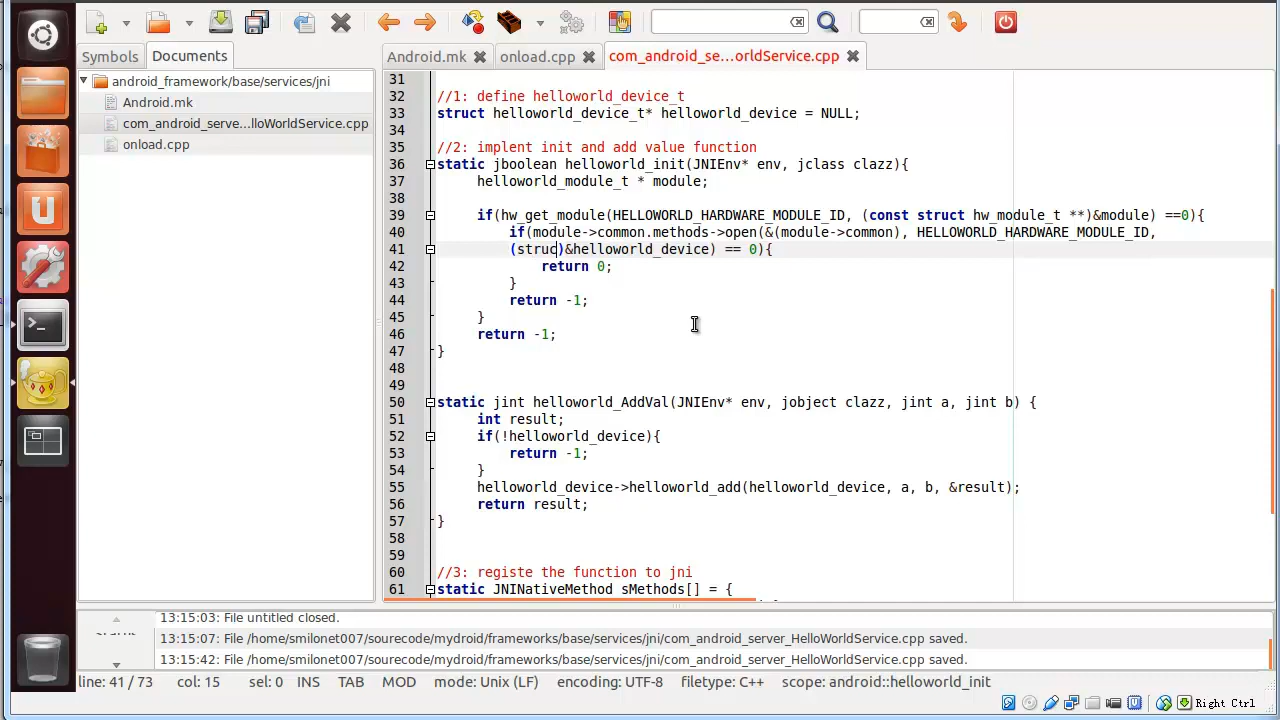 Symbols Documents
Android.mk onload.cpp com_android_se...orldService.cpp
android_framework/base/services/jni
Android.mk
com_android_serve...lloWorldService.cpp
onload.cpp
31
32 //1: define helloworld_device_t
33 struct helloworld_device_t* helloworld_device = NULL;
34
35 //2: implent init and add value function
36 static jboolean helloworld_init(JNIEnv* env, jclass clazz){
37 helloworld_module_t * module;
38
39 if(hw_get_module(HELLOWORLD_HARDWARE_MODULE_ID, (const struct hw_module_t **)&module) ==0){
40 if(module->common.methods->open(&(module->common), HELLOWORLD_HARDWARE_MODULE_ID,
41 (struc)&helloworld_device) == 0){
42 return 0;
43 }
44 return -1;
45 }
46 return -1;
47 }
48
49
50 static jint helloworld_AddVal(JNIEnv* env, jobject clazz, jint a, jint b) {
51 int result;
52 if(!helloworld_device){
53 return -1;
54 }
55 helloworld_device->helloworld_add(helloworld_device, a, b, &result);
56 return result;
57 }
58
59
60 //3: registe the function to jni
61 static JNINativeMethod sMethods[] = {
13:15:03: File untitled closed.
13:15:07: File /home/smilonet007/sourecode/mydroid/frameworks/base/services/jni/com_android_server_HelloWorldService.cpp saved.
13:15:42: File /home/smilonet007/sourecode/mydroid/frameworks/base/services/jni/com_android_server_HelloWorldService.cpp saved.
line: 41 / 73 col: 15 sel: 0 INS TAB MOD mode: Unix (LF) encoding: UTF-8 filetype: C++ scope: android::helloworld_init
Right Ctrl